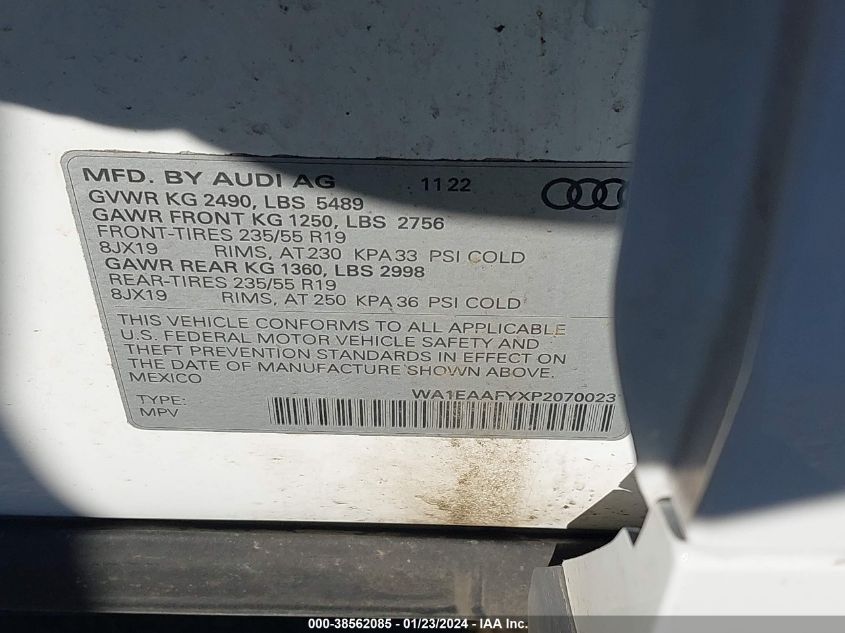 MFD. BY AUDI AG 11 22
GVWR KG 2490, LBS 5489
GAWR FRONT KG 1250, LBS 2756
FRONT-TIRES 235/55 R19
8JX19 RIMS, AT 230 KPA 33 PSI COLD
GAWR REAR KG 1360, LBS 2998
REAR-TIRES 235/55 R19
8JX19 RIMS, AT 250 KPA 36 PSI COLD
THIS VEHICLE CONFORMS TO ALL APPLICABLE
U.S. FEDERAL MOTOR VEHICLE SAFETY AND
THEFT PREVENTION STANDARDS IN EFFECT ON
THE DATE OF MANUFACTURE SHOWN ABOVE.
MEXICO
WA1EAAFYXP2070023
TYPE:
MPV
000-38562085 - 01/23/2024 - IAA Inc.